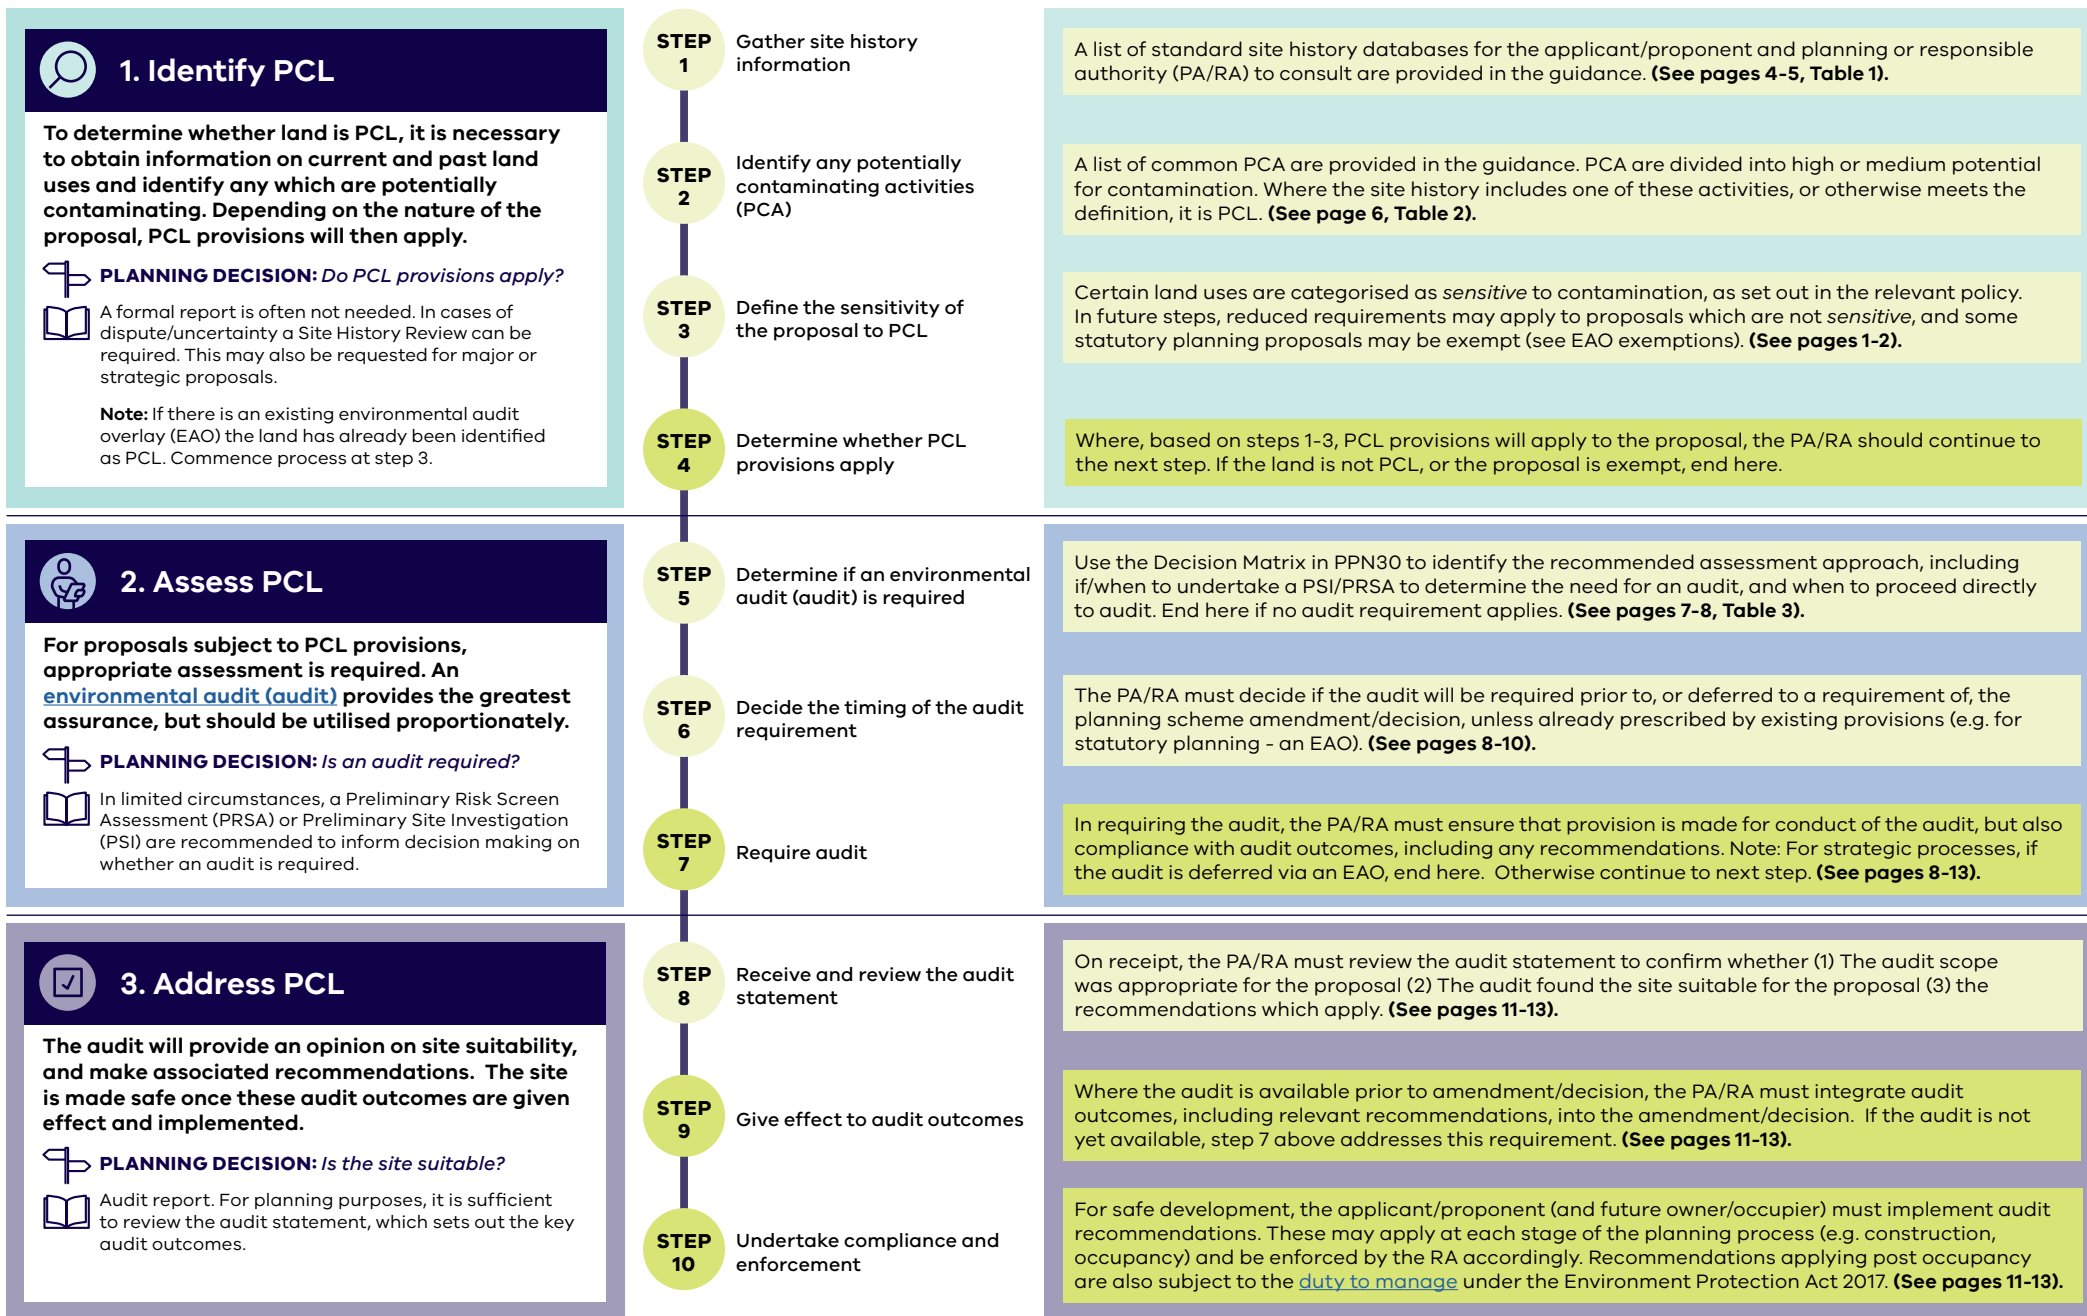 1. Identify PCL
To determine whether land is PCL, it is necessary
to obtain information on current and past land
uses and identify any which are potentially
contaminating. Depending on the nature of the
proposal, PCL provisions will then apply.
PLANNING DECISION: Do PCL provisions apply?
A formal report is often not needed. In cases of
dispute/uncertainty a Site History Review can be
required. This may also be requested for major or
strategic proposals.
Note: If there is an existing environmental audit
overlay (EAO) the land has already been identified
as PCL. Commence process at step 3.
STEP
1
Gather site history
information
A list of standard site history databases for the applicant/proponent and planning or responsible
authority (PA/RA) to consult are provided in the guidance. (See pages 4-5, Table 1).
STEP
2
Identify any potentially
contaminating activities
(PCA)
A list of common PCA are provided in the guidance. PCA are divided into high or medium potential
for contamination. Where the site history includes one of these activities, or otherwise meets the
definition, it is PCL. (See page 6, Table 2).
STEP
3
Define the sensitivity of
the proposal to PCL
Certain land uses are categorised as sensitive to contamination, as set out in the relevant policy.
In future steps, reduced requirements may apply to proposals which are not sensitive, and some
statutory planning proposals may be exempt (see EAO exemptions). (See pages 1-2).
STEP
4
Determine whether PCL
provisions apply
Where, based on steps 1-3, PCL provisions will apply to the proposal, the PA/RA should continue to
the next step. If the land is not PCL, or the proposal is exempt, end here.
2. Assess PCL
For proposals subject to PCL provisions,
appropriate assessment is required. An
environmental audit (audit) provides the greatest
assurance, but should be utilised proportionately.
PLANNING DECISION: Is an audit required?
In limited circumstances, a Preliminary Risk Screen
Assessment (PRSA) or Preliminary Site Investigation
(PSI) are recommended to inform decision making on
whether an audit is required.
STEP
5
Determine if an environmental
audit (audit) is required
Use the Decision Matrix in PPN30 to identify the recommended assessment approach, including
if/when to undertake a PSI/PRSA to determine the need for an audit, and when to proceed directly
to audit. End here if no audit requirement applies. (See pages 7-8, Table 3).
STEP
6
Decide the timing of the audit
requirement
The PA/RA must decide if the audit will be required prior to, or deferred to a requirement of, the
planning scheme amendment/decision, unless already prescribed by existing provisions (e.g. for
statutory planning - an EAO). (See pages 8-10).
STEP
7
Require audit
In requiring the audit, the PA/RA must ensure that provision is made for conduct of the audit, but also
compliance with audit outcomes, including any recommendations. Note: For strategic processes, if
the audit is deferred via an EAO, end here. Otherwise continue to next step. (See pages 8-13).
3. Address PCL
The audit will provide an opinion on site suitability,
and make associated recommendations. The site
is made safe once these audit outcomes are given
effect and implemented.
PLANNING DECISION: Is the site suitable?
Audit report. For planning purposes, it is sufficient
to review the audit statement, which sets out the key
audit outcomes.
STEP
8
Receive and review the audit
statement
On receipt, the PA/RA must review the audit statement to confirm whether (1) The audit scope
was appropriate for the proposal (2) The audit found the site suitable for the proposal (3) the
recommendations which apply. (See pages 11-13).
STEP
9
Give effect to audit outcomes
Where the audit is available prior to amendment/decision, the PA/RA must integrate audit
outcomes, including relevant recommendations, into the amendment/decision. If the audit is not
yet available, step 7 above addresses this requirement. (See pages 11-13).
STEP
10
Undertake compliance and
enforcement
For safe development, the applicant/proponent (and future owner/occupier) must implement audit
recommendations. These may apply at each stage of the planning process (e.g. construction,
occupancy) and be enforced by the RA accordingly. Recommendations applying post occupancy
are also subject to the duty to manage under the Environment Protection Act 2017. (See pages 11-13).